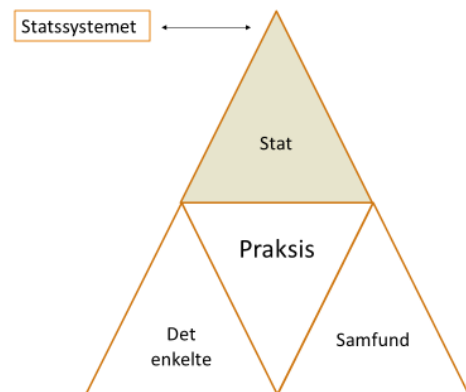 Statssystemet
Stat
Praksis
Det
enkelte
Samfund